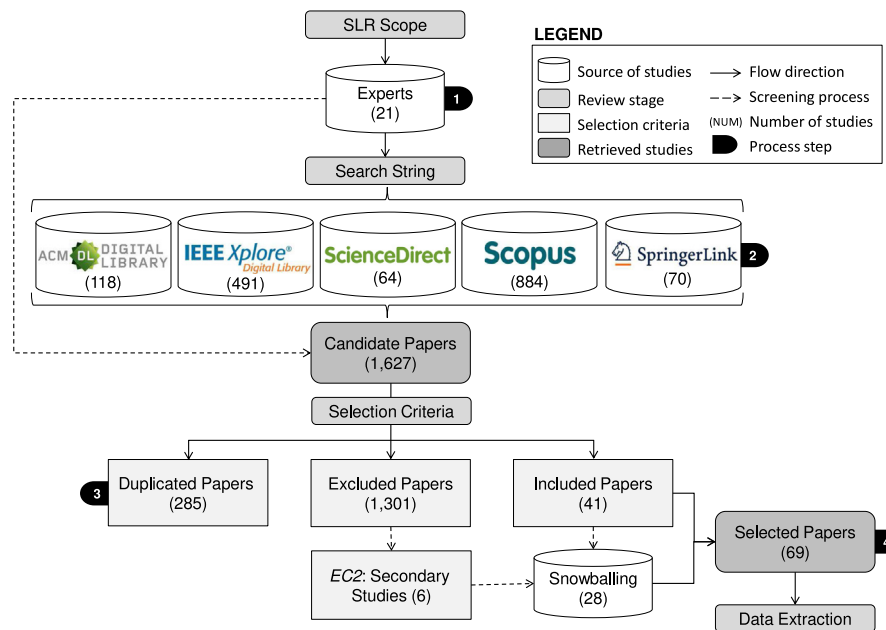 SLR Scope
Experts
(21)
1
LEGEND
Source of studies
Flow direction
Review stage
Screening process
Selection criteria
(NUM) Number of studies
Retrieved studies
Process step
Search String
ACM DL DIGITAL LIBRARY
(118)
IEEE Xplore®
Digital Library
(491)
ScienceDirect
(64)
Scopus
(884)
SpringerLink
(70)
2
Candidate Papers
(1,627)
Selection Criteria
3
Duplicated Papers
(285)
Excluded Papers
(1,301)
Included Papers
(41)
Selected Papers
(69)
4
EC2: Secondary
Studies (6)
Snowballing
(28)
Data Extraction